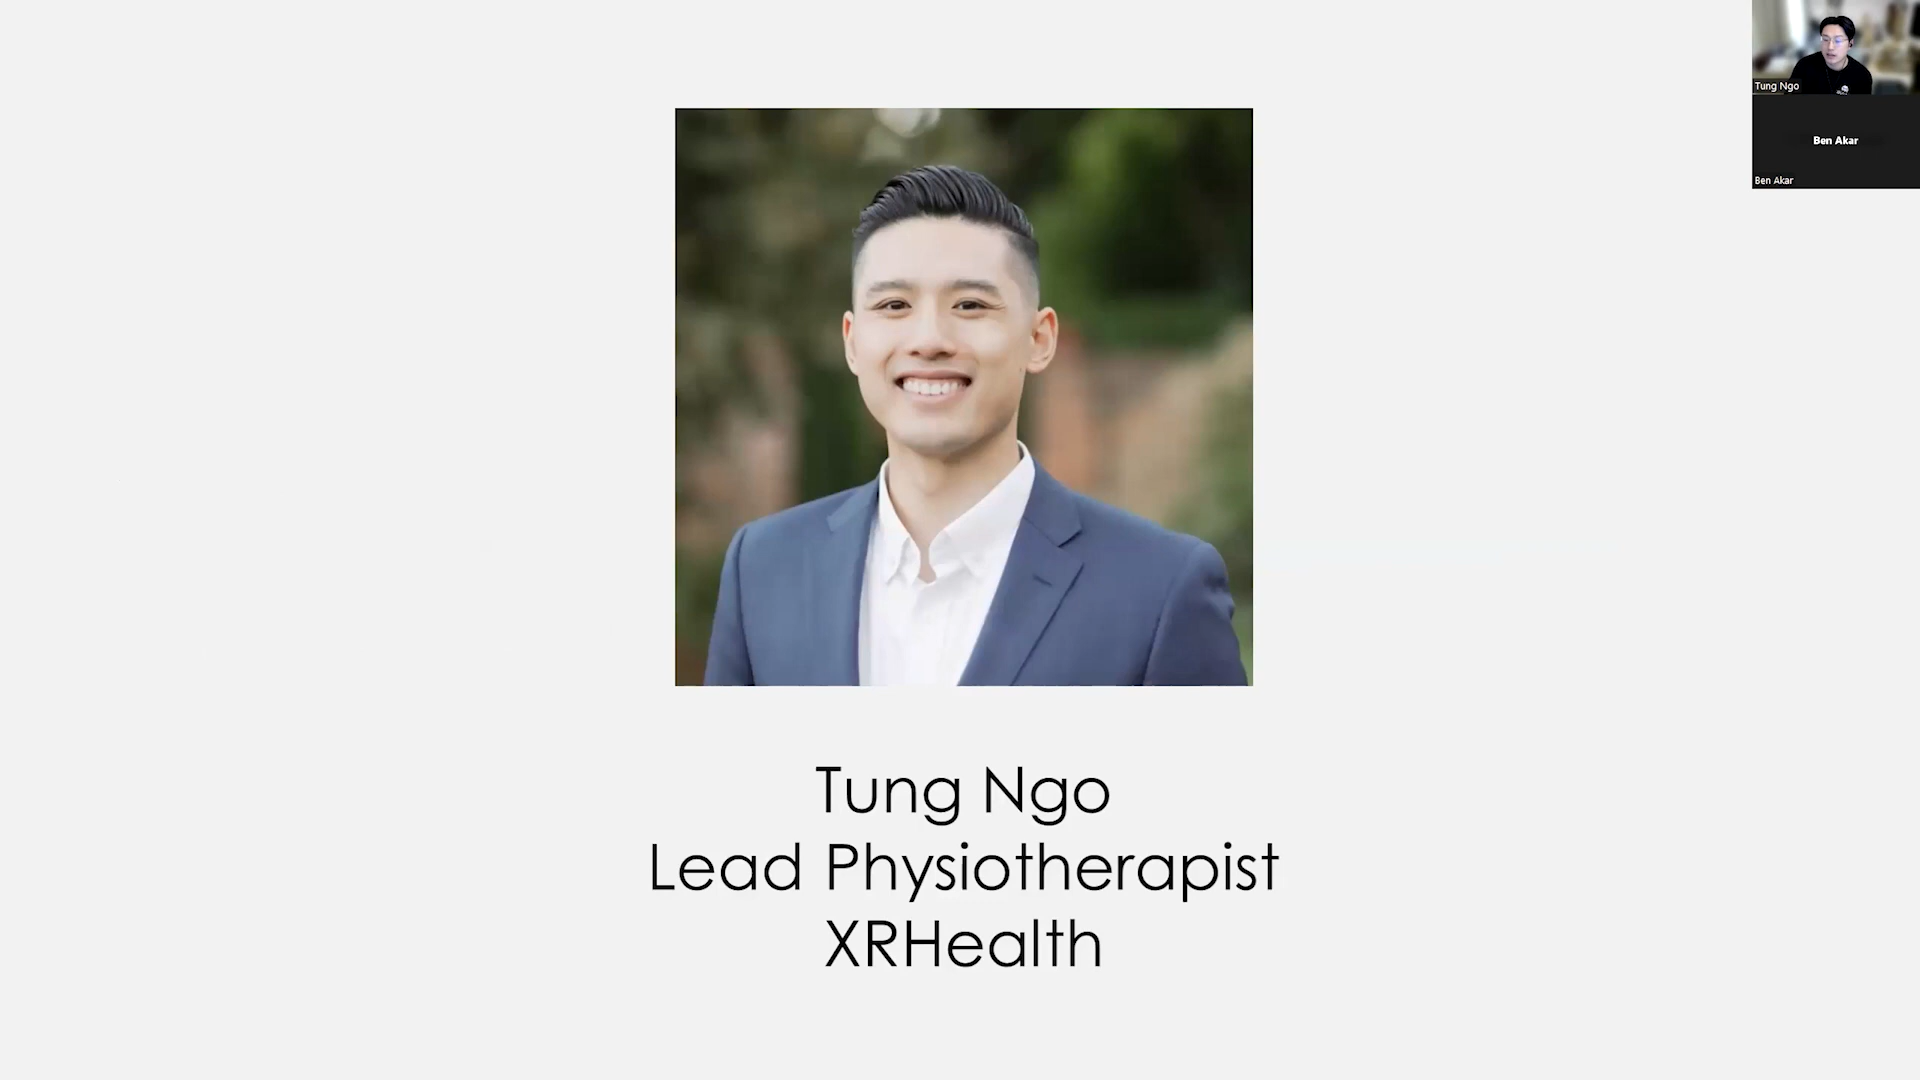 Tung Ngo
Ben Akar
Ben Akar
Tung Ngo
Lead Physiotherapist
XRHealth